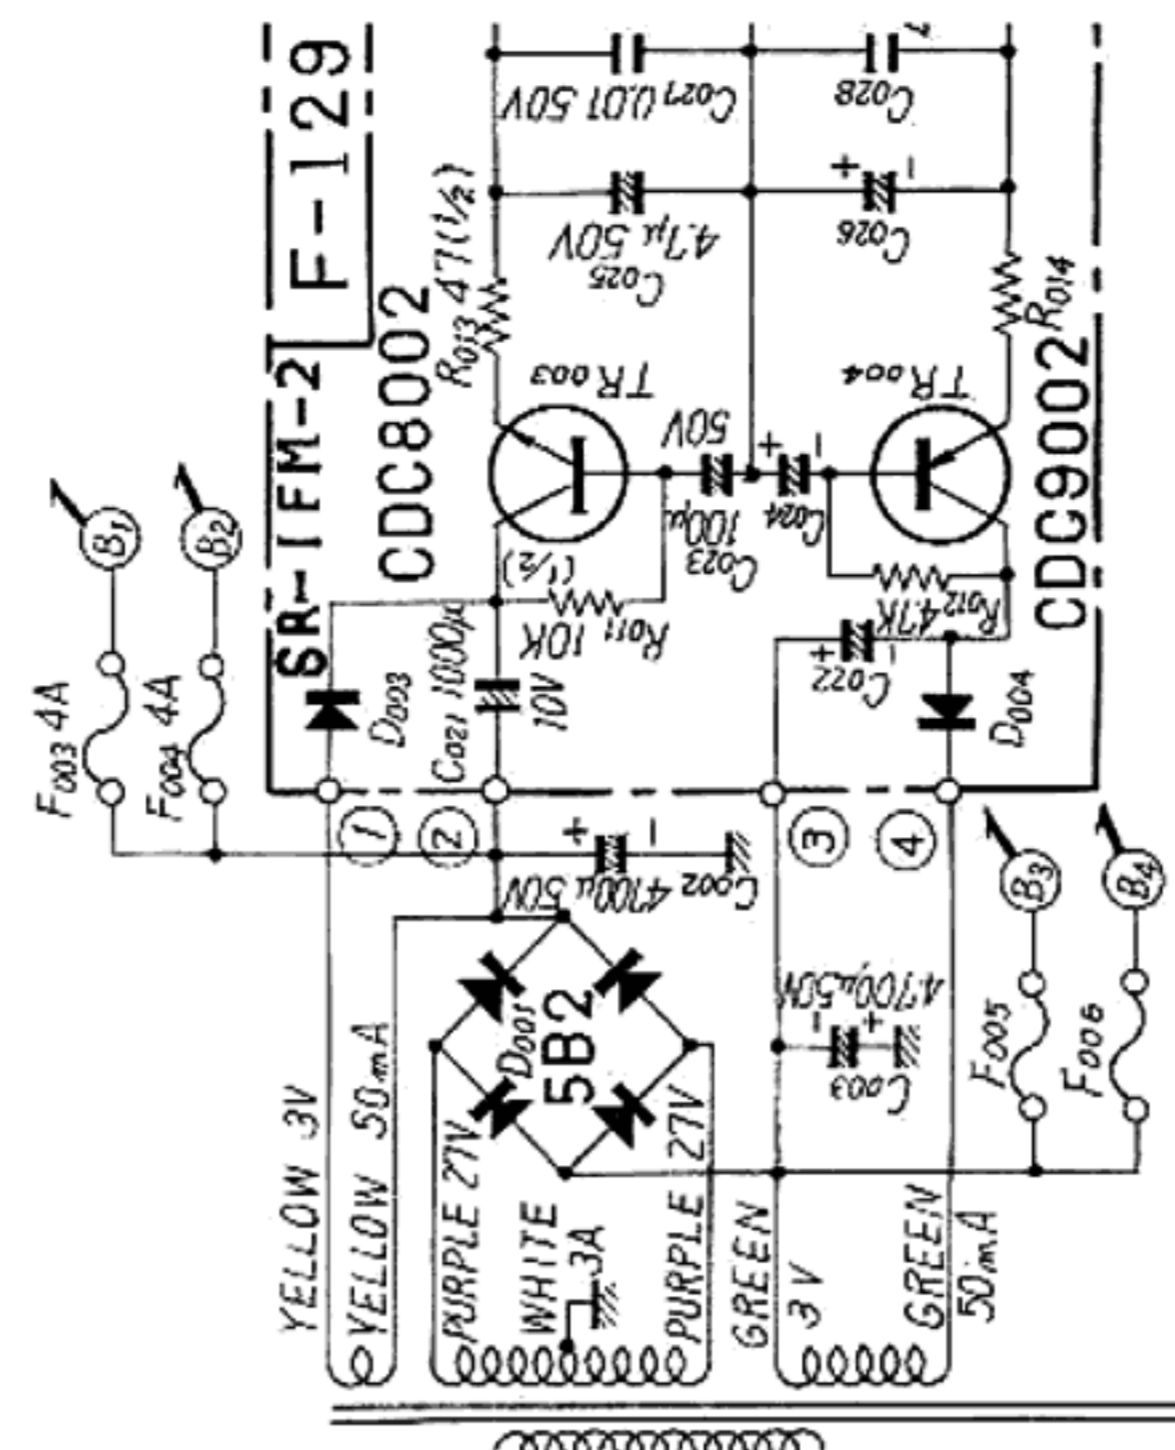 F-129
SR-IFM-2
CDC8002
CDC9002
R013 47(1/2)
C027 0.01 50V
C028
4.7µ 50V
C025
C026
R014
TR003
TR004
50V
100µ
C023
C024
(1/2)
10K
R011
R012 4.7K
C022
C021 1000µ
10V
D003
D004
B1
B2
F003 4A
F004 4A
1
2
3
4
4700µ 50V
C002
B3
B4
F005
F006
4700µ50V
C003
D001
5B2
YELLOW 3V
YELLOW 50mA
PURPLE 27V
WHITE
3A
PURPLE 27V
GREEN
3V
GREEN
50mA